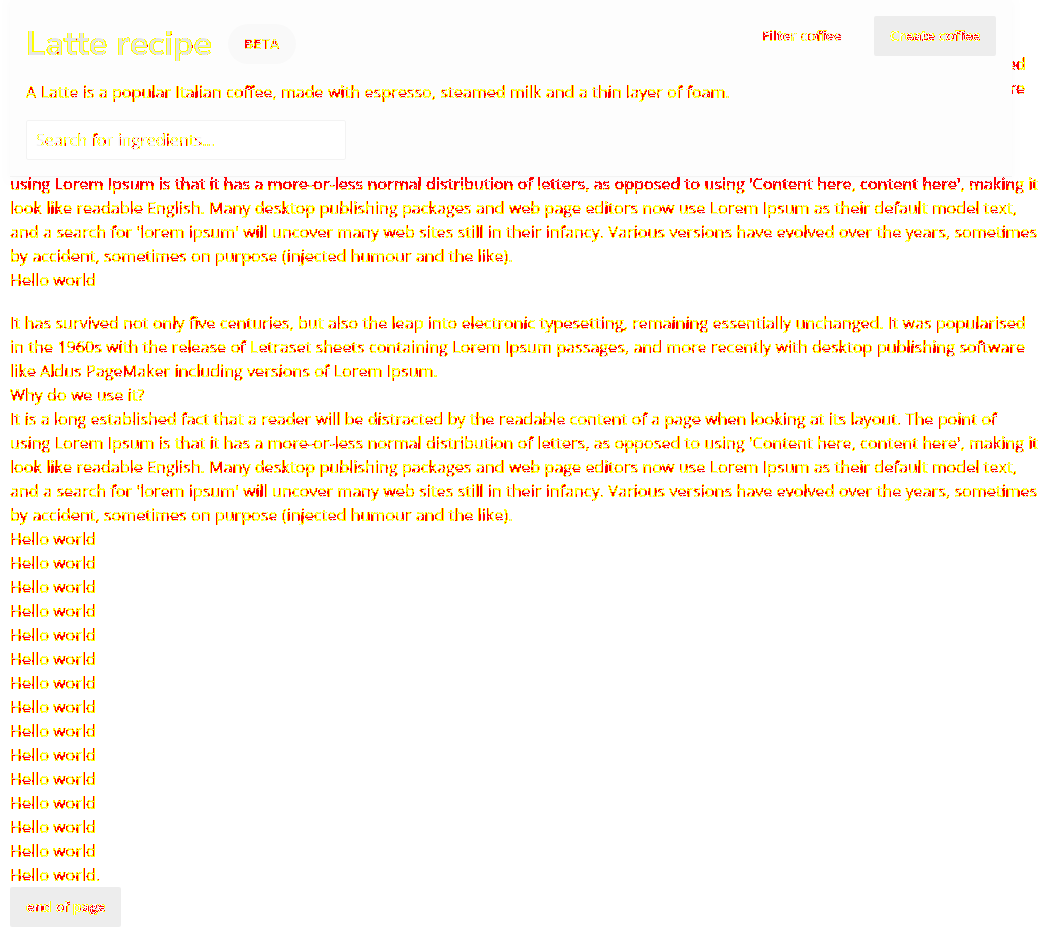 Latte recipe BETA Filter coffee Create coffee
A Latte is a popular Italian coffee, made with espresso, steamed milk and a thin layer of foam.
Search for ingredients...
using Lorem Ipsum is that it has a more-or-less normal distribution of letters, as opposed to using 'Content here, content here', making it
look like readable English. Many desktop publishing packages and web page editors now use Lorem Ipsum as their default model text,
and a search for 'lorem ipsum' will uncover many web sites still in their infancy. Various versions have evolved over the years, sometimes
by accident, sometimes on purpose (injected humour and the like).
Hello world
It has survived not only five centuries, but also the leap into electronic typesetting, remaining essentially unchanged. It was popularised
in the 1960s with the release of Letraset sheets containing Lorem Ipsum passages, and more recently with desktop publishing software
like Aldus PageMaker including versions of Lorem Ipsum.
Why do we use it?
It is a long established fact that a reader will be distracted by the readable content of a page when looking at its layout. The point of
using Lorem Ipsum is that it has a more-or-less normal distribution of letters, as opposed to using 'Content here, content here', making it
look like readable English. Many desktop publishing packages and web page editors now use Lorem Ipsum as their default model text,
and a search for 'lorem ipsum' will uncover many web sites still in their infancy. Various versions have evolved over the years, sometimes
by accident, sometimes on purpose (injected humour and the like).
Hello world
Hello world
Hello world
Hello world
Hello world
Hello world
Hello world
Hello world
Hello world
Hello world
Hello world
Hello world
Hello world
Hello world
Hello world.
end of page